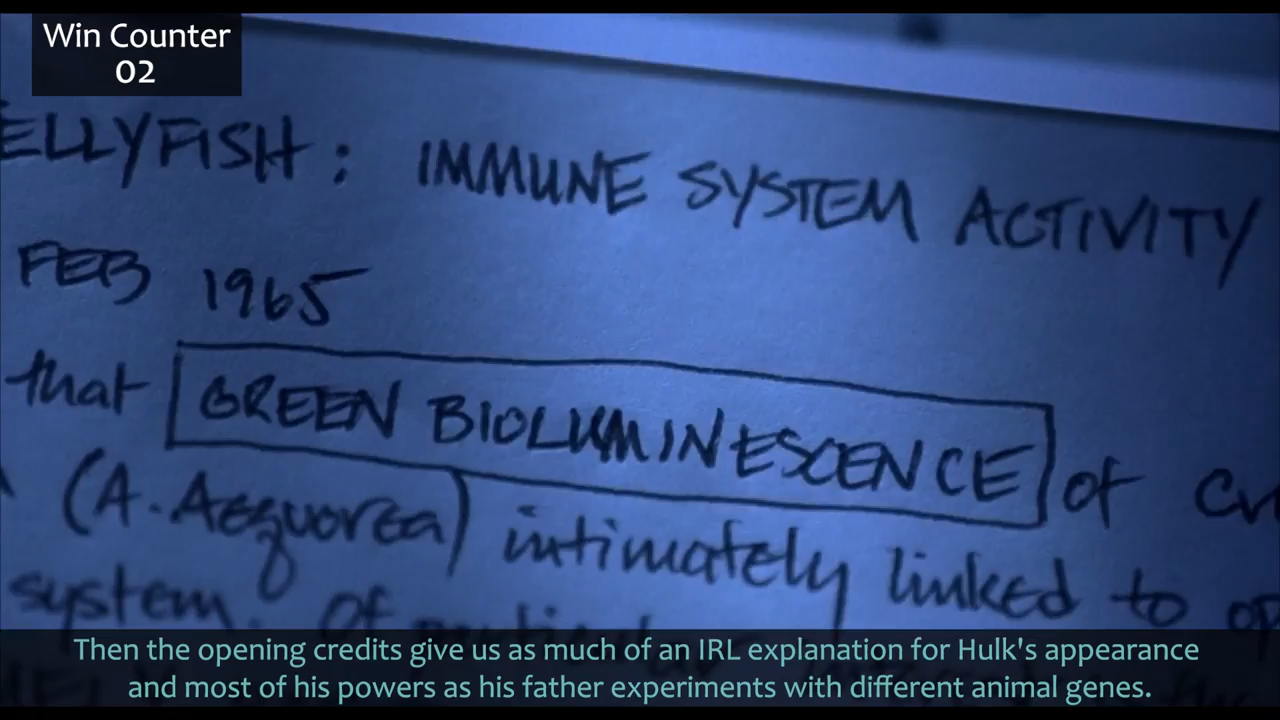 Win Counter
02
ELLYFISH: IMMUNE SYSTEM ACTIVITY
FEB 1965
that GREEN BIOLUMINESCENCE of
(A. Aequorea) intimately linked to
system. Of
Then the opening credits give us as much of an IRL explanation for Hulk's appearance
and most of his powers as his father experiments with different animal genes.